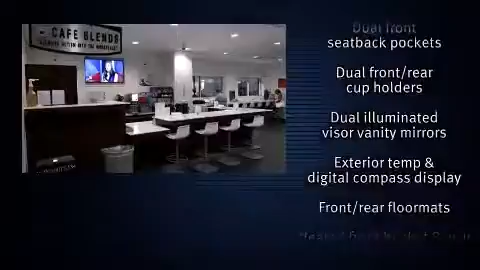 CAFE BLENDS
Dual front
seatback pockets
Dual front/rear
cup holders
Dual illuminated
visor vanity mirrors
Exterior temp &
digital compass display
Front/rear floormats